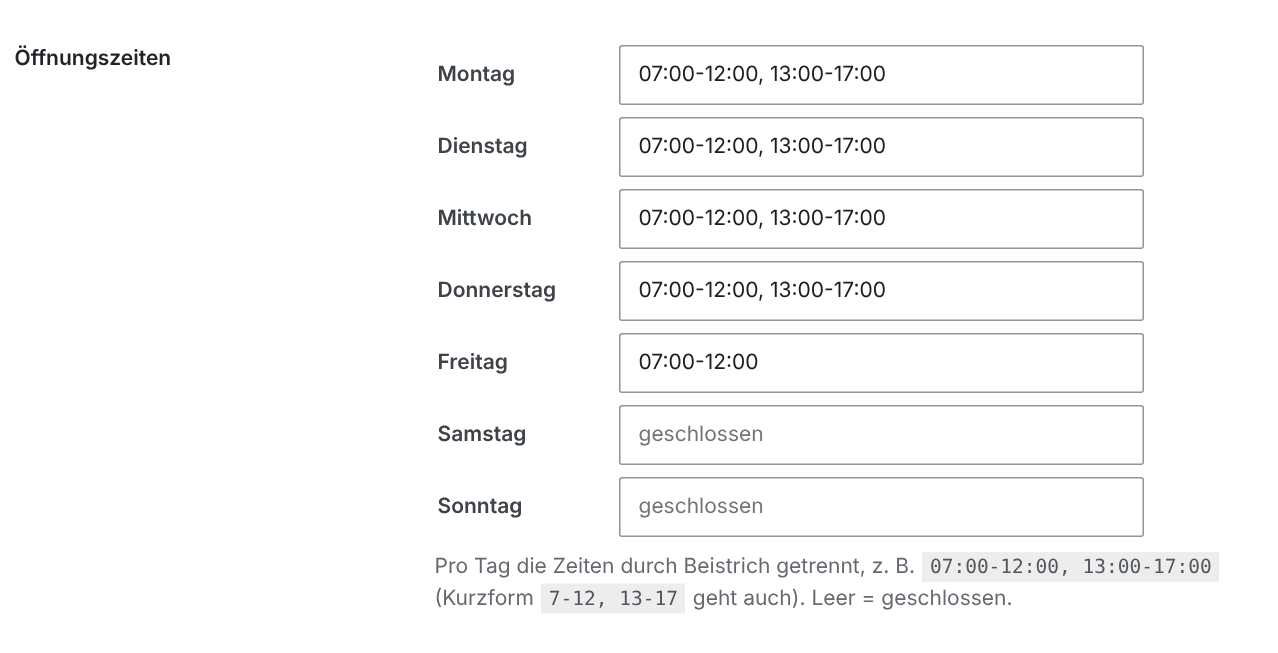 Öffnungszeiten
Montag 07:00-12:00, 13:00-17:00
Dienstag 07:00-12:00, 13:00-17:00
Mittwoch 07:00-12:00, 13:00-17:00
Donnerstag 07:00-12:00, 13:00-17:00
Freitag 07:00-12:00
Samstag geschlossen
Sonntag geschlossen
Pro Tag die Zeiten durch Beistrich getrennt, z. B. 07:00-12:00, 13:00-17:00
(Kurzform 7-12, 13-17 geht auch). Leer = geschlossen.